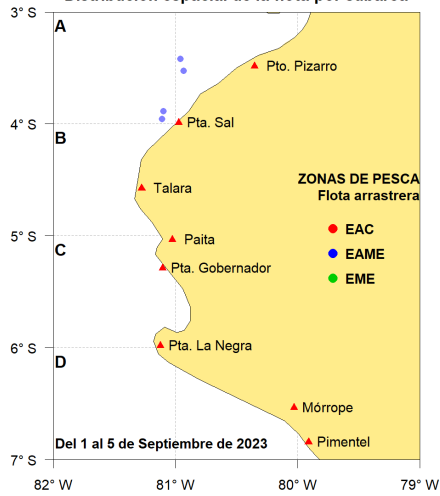 3° S
A
Pto. Pizarro
4° S
Pta. Sal
B
ZONAS DE PESCA
Flota arrastrera
Talara
EAC
5° S
Paita
C
EAME
Pta. Gobernador
EME
6° S
Pta. La Negra
D
Mórrope
Del 1 al 5 de Septiembre de 2023
Pimentel
7° S
82° W
81° W
80° W
79° W